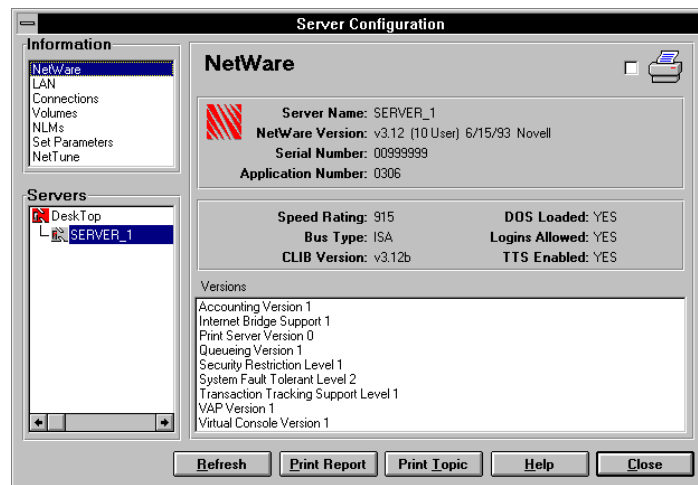 Server Configuration
Information
NetWare
LAN
Connections
Volumes
NLMs
Set Parameters
NetTune
Servers
DeskTop
SERVER_1
NetWare
Server Name: SERVER_1
NetWare Version: v3.12 (10 User) 6/15/93 Novell
Serial Number: 00999999
Application Number: 0306
Speed Rating: 915 DOS Loaded: YES
Bus Type: ISA Logins Allowed: YES
CLIB Version: v3.12b TTS Enabled: YES
Versions
Accounting Version 1
Internet Bridge Support 1
Print Server Version 0
Queueing Version 1
Security Restriction Level 1
System Fault Tolerant Level 2
Transaction Tracking Support Level 1
VAP Version 1
Virtual Console Version 1
Refresh Print Report Print Topic Help Close